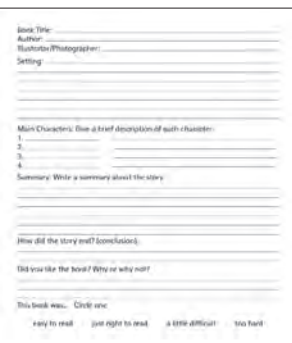 Book Title:
Author:
Illustrator/Photographer:
Setting:
Main Characters: Give a brief description of each character.
1.
2.
3.
4.
Summary: Write a summary about the story.
How did the story end? (conclusion).
Did you like the book? Why or why not?
This book was... Circle one
easy to read just right to read a little difficult too hard